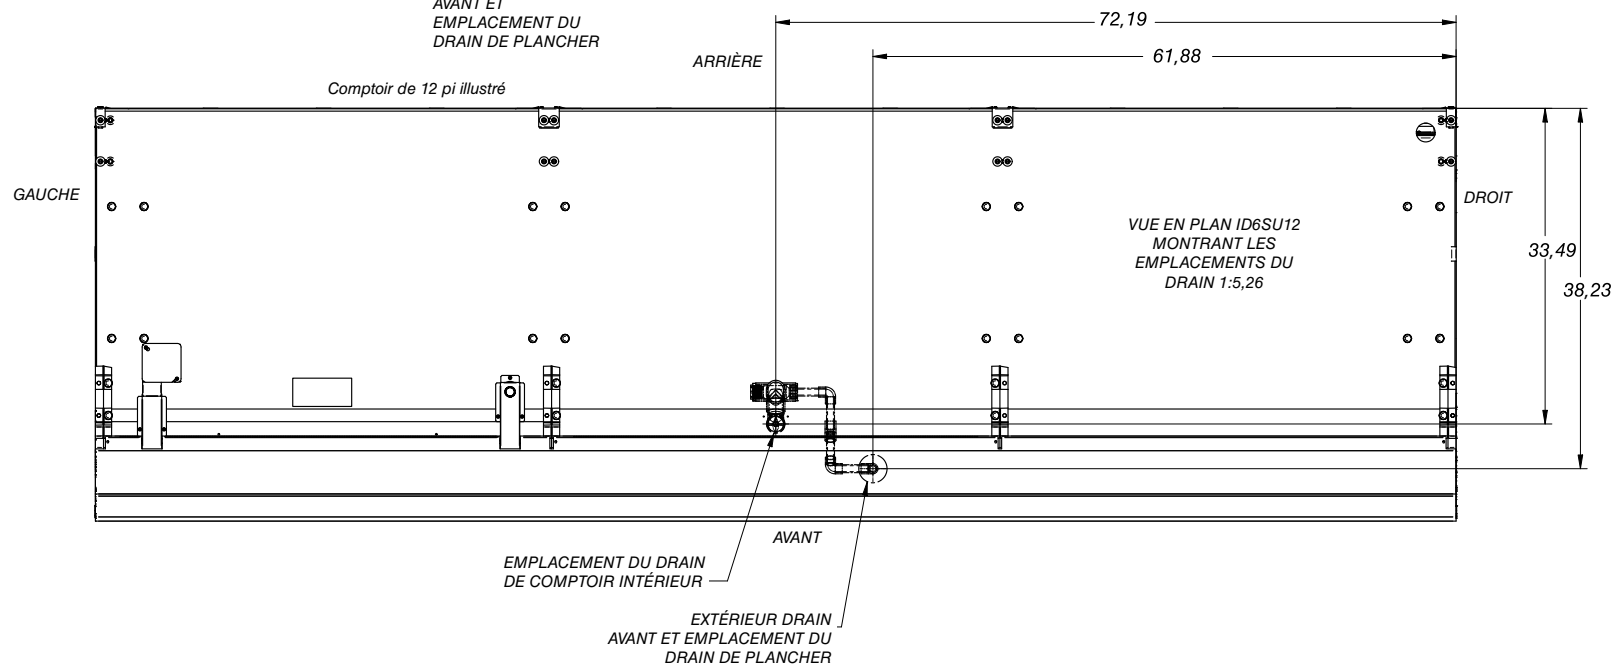 AVANT ET
EMPLACEMENT DU
DRAIN DE PLANCHER
72,19
ARRIÈRE
61,88
Comptoir de 12 pi illustré
GAUCHE
DROIT
VUE EN PLAN ID6SU12
MONTRANT LES
EMPLACEMENTS DU
DRAIN 1:5,26
33,49
38,23
AVANT
EMPLACEMENT DU DRAIN
DE COMPTOIR INTÉRIEUR
EXTÉRIEUR DRAIN
AVANT ET EMPLACEMENT DU
DRAIN DE PLANCHER